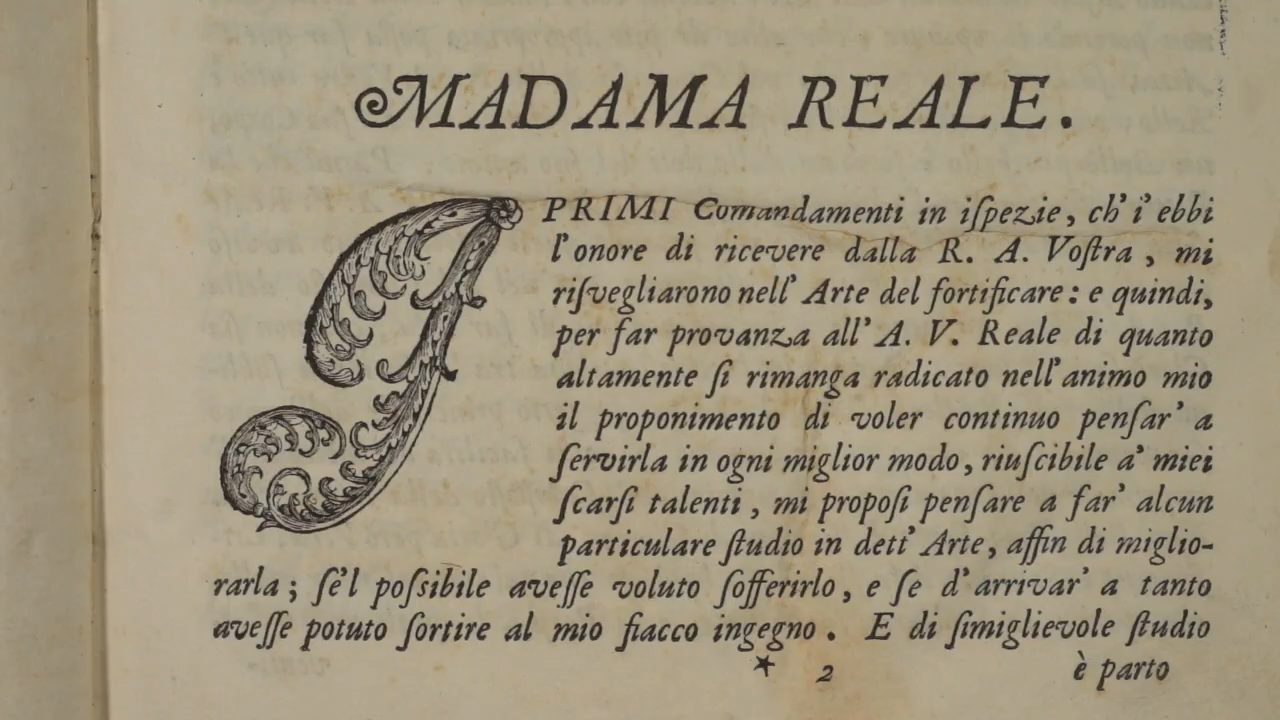 MADAMA REALE.
I PRIMI Comandamenti in iſpezie, ch' i' ebbi
l'onore di ricevere dalla R. A. Voſtra, mi
riſvegliarono nell' Arte del fortificare: e quindi,
per far provanza all' A. V. Reale di quanto
altamente ſi rimanga radicato nell'animo mio
il proponimento di voler continuo penſar' a
ſervirla in ogni miglior modo, riuſcibile a' miei
ſcarſi talenti, mi propoſi penſare a far' alcun
particulare ſtudio in dett' Arte, affin di miglio-
rarla; ſe'l poſſibile aveſſe voluto ſofferirlo, e ſe d'arrivar' a tanto
aveſſe potuto ſortire al mio fiacco ingegno. E di ſimiglievole ſtudio
★ 2 è parto